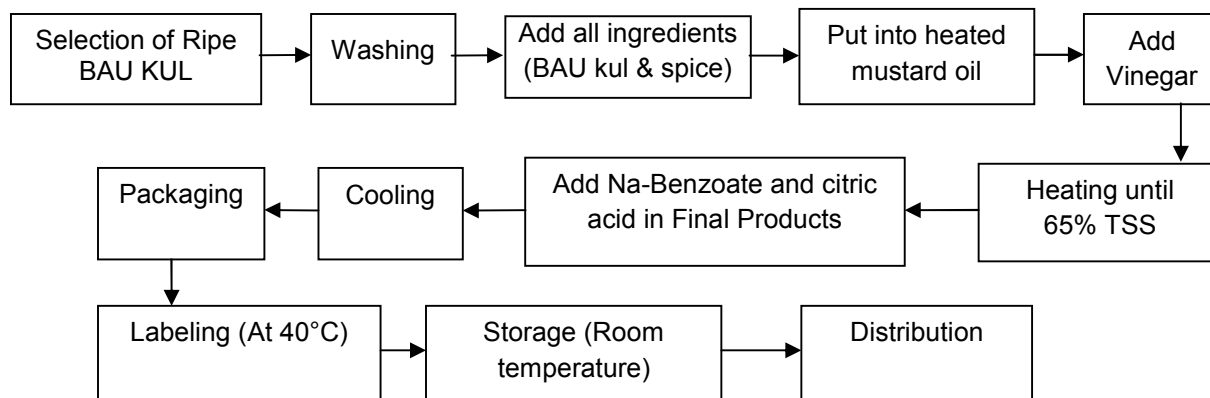 Selection of Ripe
BAU KUL
Washing
Add all ingredients
(BAU kul & spice)
Put into heated
mustard oil
Add
Vinegar
Heating until
65% TSS
Add Na-Benzoate and citric
acid in Final Products
Cooling
Packaging
Labeling (At 40°C)
Storage (Room
temperature)
Distribution